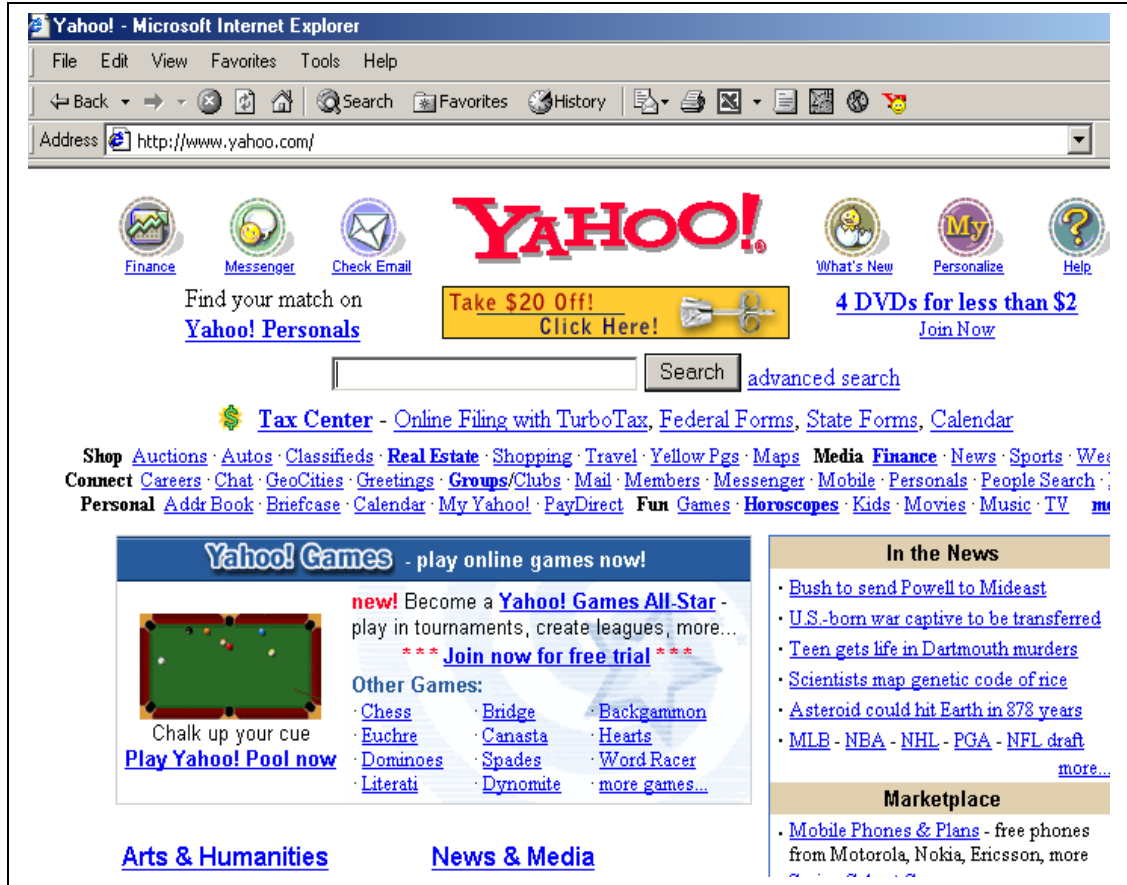 Yahoo! - Microsoft Internet Explorer
File Edit View Favorites Tools Help
Back Search Favorites History
Address http://www.yahoo.com/
YAHOO!
Finance Messenger Check Email What's New Personalize Help
My
Find your match on
Yahoo! Personals
Take $20 Off!
Click Here!
4 DVDs for less than $2
Join Now
Search advanced search
Tax Center - Online Filing with TurboTax, Federal Forms, State Forms, Calendar
Shop Auctions · Autos · Classifieds · Real Estate · Shopping · Travel · Yellow Pgs · Maps Media Finance · News · Sports ·
Connect Careers · Chat · GeoCities · Greetings · Groups/Clubs · Mail · Members · Messenger · Mobile · Personals · People Search ·
Personal Addr Book · Briefcase · Calendar · My Yahoo! · PayDirect Fun Games · Horoscopes · Kids · Movies · Music · TV
Yahoo! Games - play online games now!
new! Become a Yahoo! Games All-Star -
play in tournaments, create leagues, more...
* * * Join now for free trial * * *
Other Games:
· Chess · Bridge · Backgammon
· Euchre · Canasta · Hearts
· Dominoes · Spades · Word Racer
· Literati · Dynomite · more games...
Chalk up your cue
Play Yahoo! Pool now
In the News
· Bush to send Powell to Mideast
· U.S.-born war captive to be transferred
· Teen gets life in Dartmouth murders
· Scientists map genetic code of rice
· Asteroid could hit Earth in 878 years
· MLB - NBA - NHL - PGA - NFL draft
more...
Marketplace
· Mobile Phones & Plans - free phones
from Motorola, Nokia, Ericsson, more
Arts & Humanities News & Media